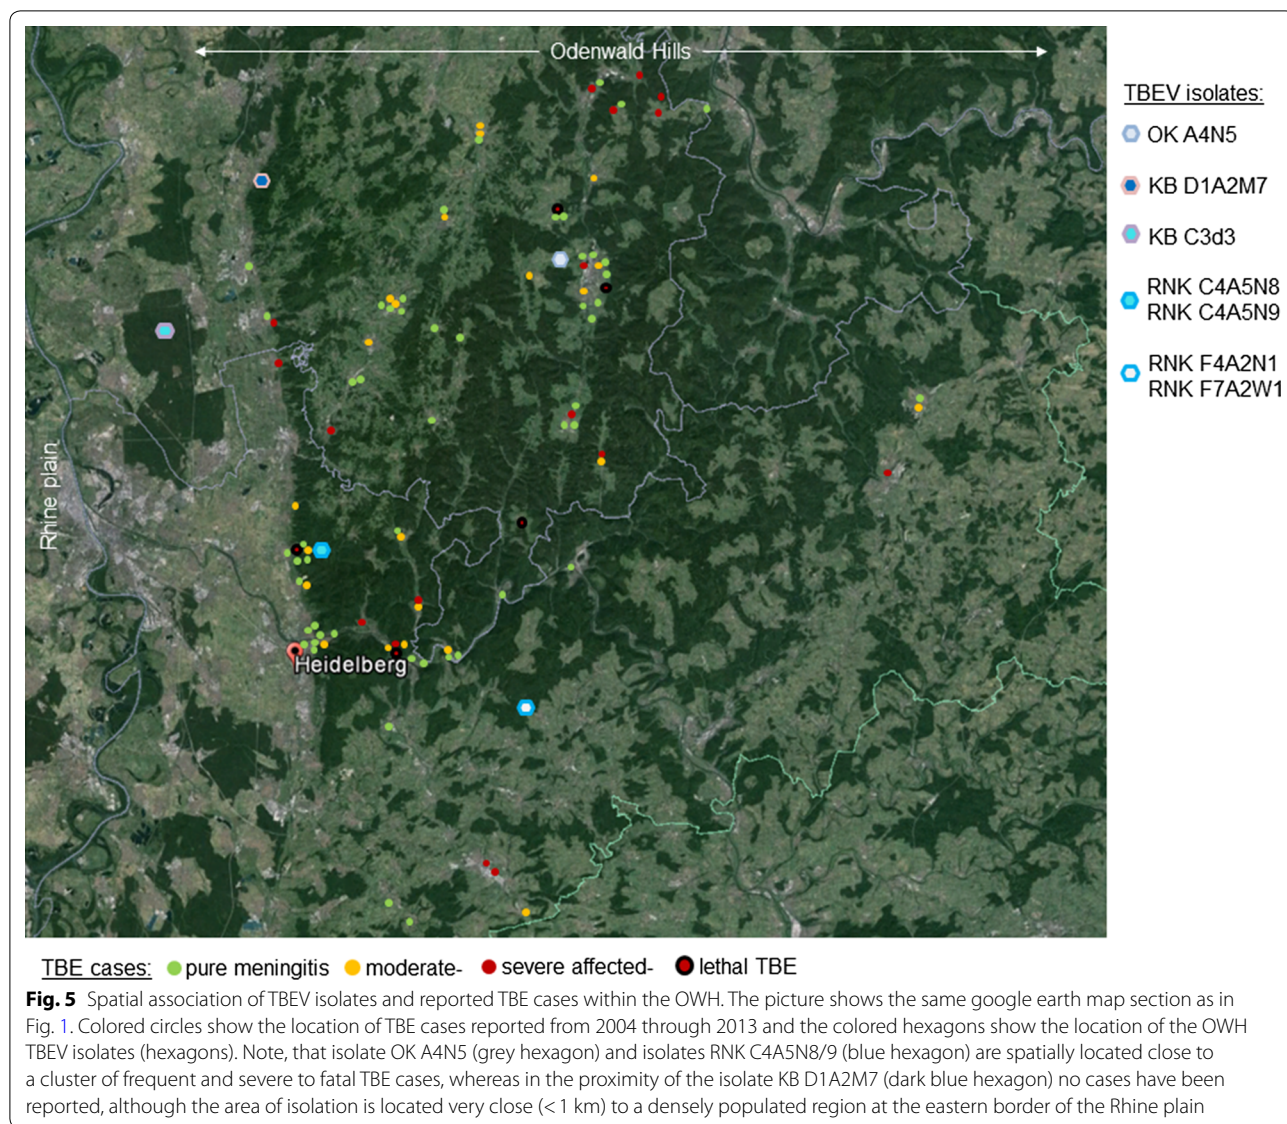 Odenwald Hills
TBEV isolates:
OK A4N5
KB D1A2M7
KB C3d3
RNK C4A5N8
RNK C4A5N9
RNK F4A2N1
RNK F7A2W1
Rhine plain
Heidelberg
TBE cases: pure meningitis moderate- severe affected- lethal TBE
Fig. 5 Spatial association of TBEV isolates and reported TBE cases within the OWH. The picture shows the same google earth map section as in
Fig. 1. Colored circles show the location of TBE cases reported from 2004 through 2013 and the colored hexagons show the location of the OWH
TBEV isolates (hexagons). Note, that isolate OK A4N5 (grey hexagon) and isolates RNK C4A5N8/9 (blue hexagon) are spatially located close to
a cluster of frequent and severe to fatal TBE cases, whereas in the proximity of the isolate KB D1A2M7 (dark blue hexagon) no cases have been
reported, although the area of isolation is located very close (< 1 km) to a densely populated region at the eastern border of the Rhine plain